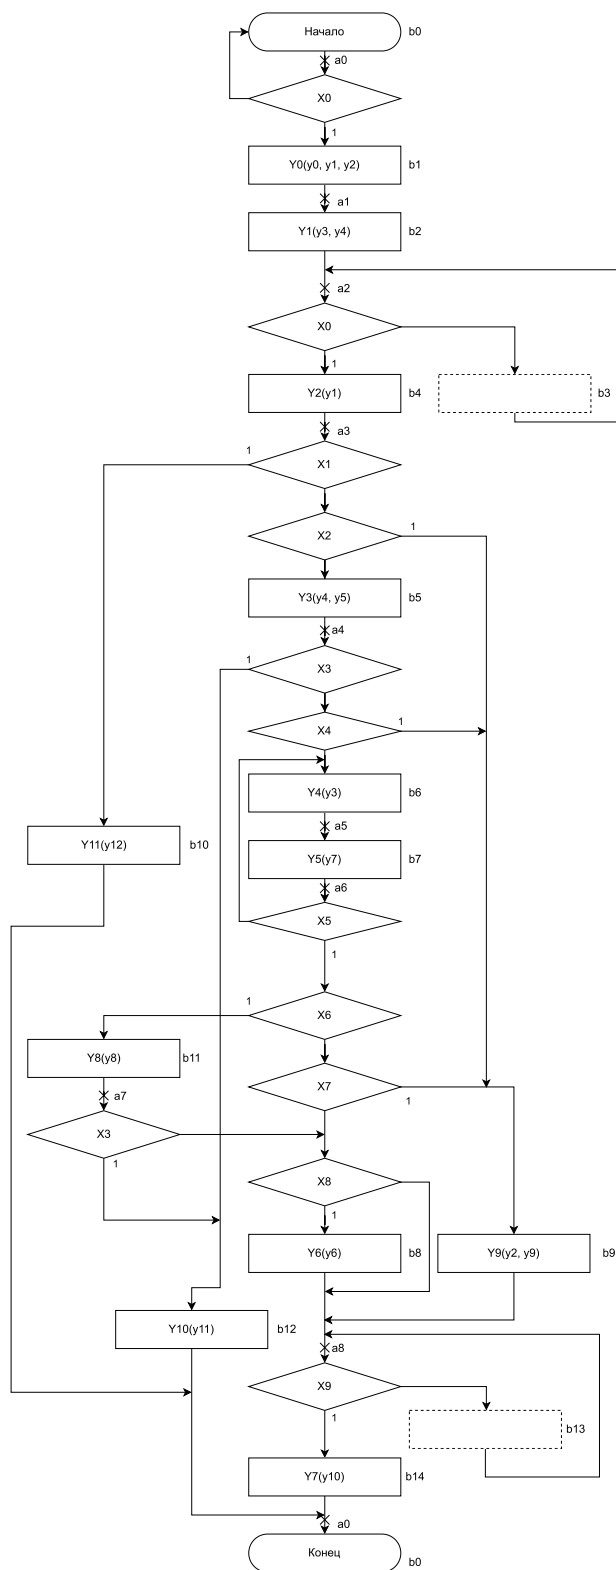 Начало b0
a0
X0
1
Y0(y0, y1, y2) b1
a1
Y1(y3, y4) b2
a2
X0
1
Y2(y1) b4 b3
a3
1 X1
X2 1
Y3(y4, y5) b5
a4
1 X3
X4 1
Y4(y3) b6
a5
Y11(y12) b10
Y5(y7) b7
a6
X5
1
1 X6
Y8(y8) b11
X7 1
a7
X3
1
X8
1
Y6(y6) b8 Y9(y2, y9) b9
Y10(y11) b12
a8
X9
1
b13
Y7(y10) b14
a0
Конец b0